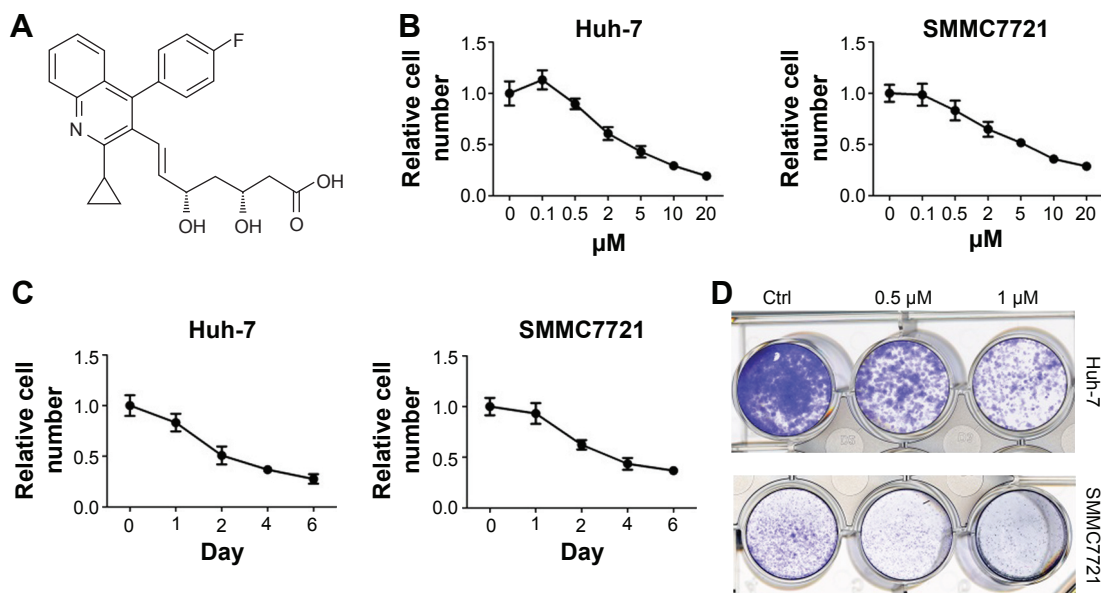 A
F
N
OH
O
OH
OH
B
Huh-7
Relative cell
number
1.5
1.0
0.5
0.0
0 0.1 0.5 2 5 10 20
µM
SMMC7721
Relative cell
number
1.5
1.0
0.5
0.0
0 0.1 0.5 2 5 10 20
µM
C
Huh-7
Relative cell
number
1.5
1.0
0.5
0.0
0 1 2 4 6
Day
SMMC7721
Relative cell
number
1.5
1.0
0.5
0.0
0 1 2 4 6
Day
D
Ctrl 0.5 µM 1 µM
Huh-7
SMMC7721